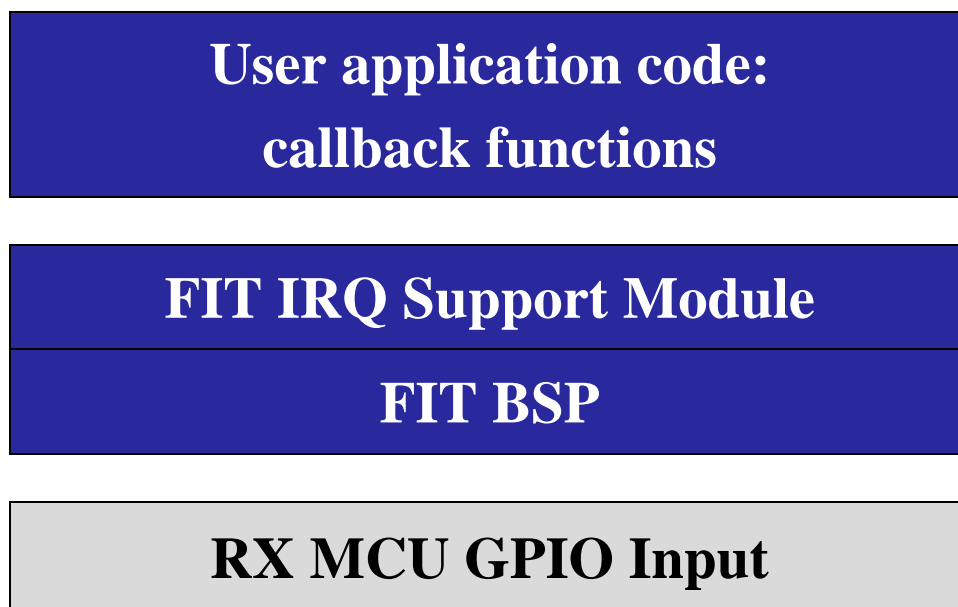 User application code:
callback functions
FIT IRQ Support Module
FIT BSP
RX MCU GPIO Input